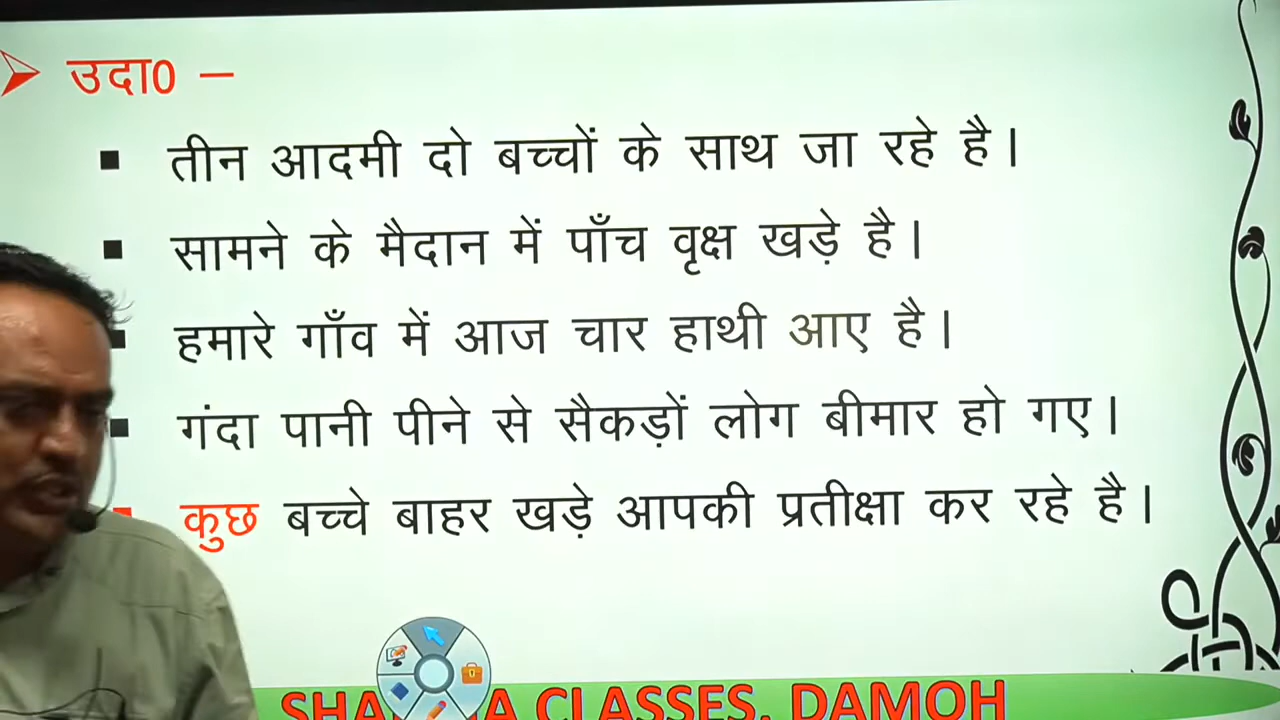 उदा0 –
तीन आदमी दो बच्चों के साथ जा रहे है।
सामने के मैदान में पाँच वृक्ष खड़े है।
हमारे गाँव में आज चार हाथी आए है।
गंदा पानी पीने से सैकड़ों लोग बीमार हो गए।
कुछ बच्चे बाहर खड़े आपकी प्रतीक्षा कर रहे है।
CLASSES, DAMOH